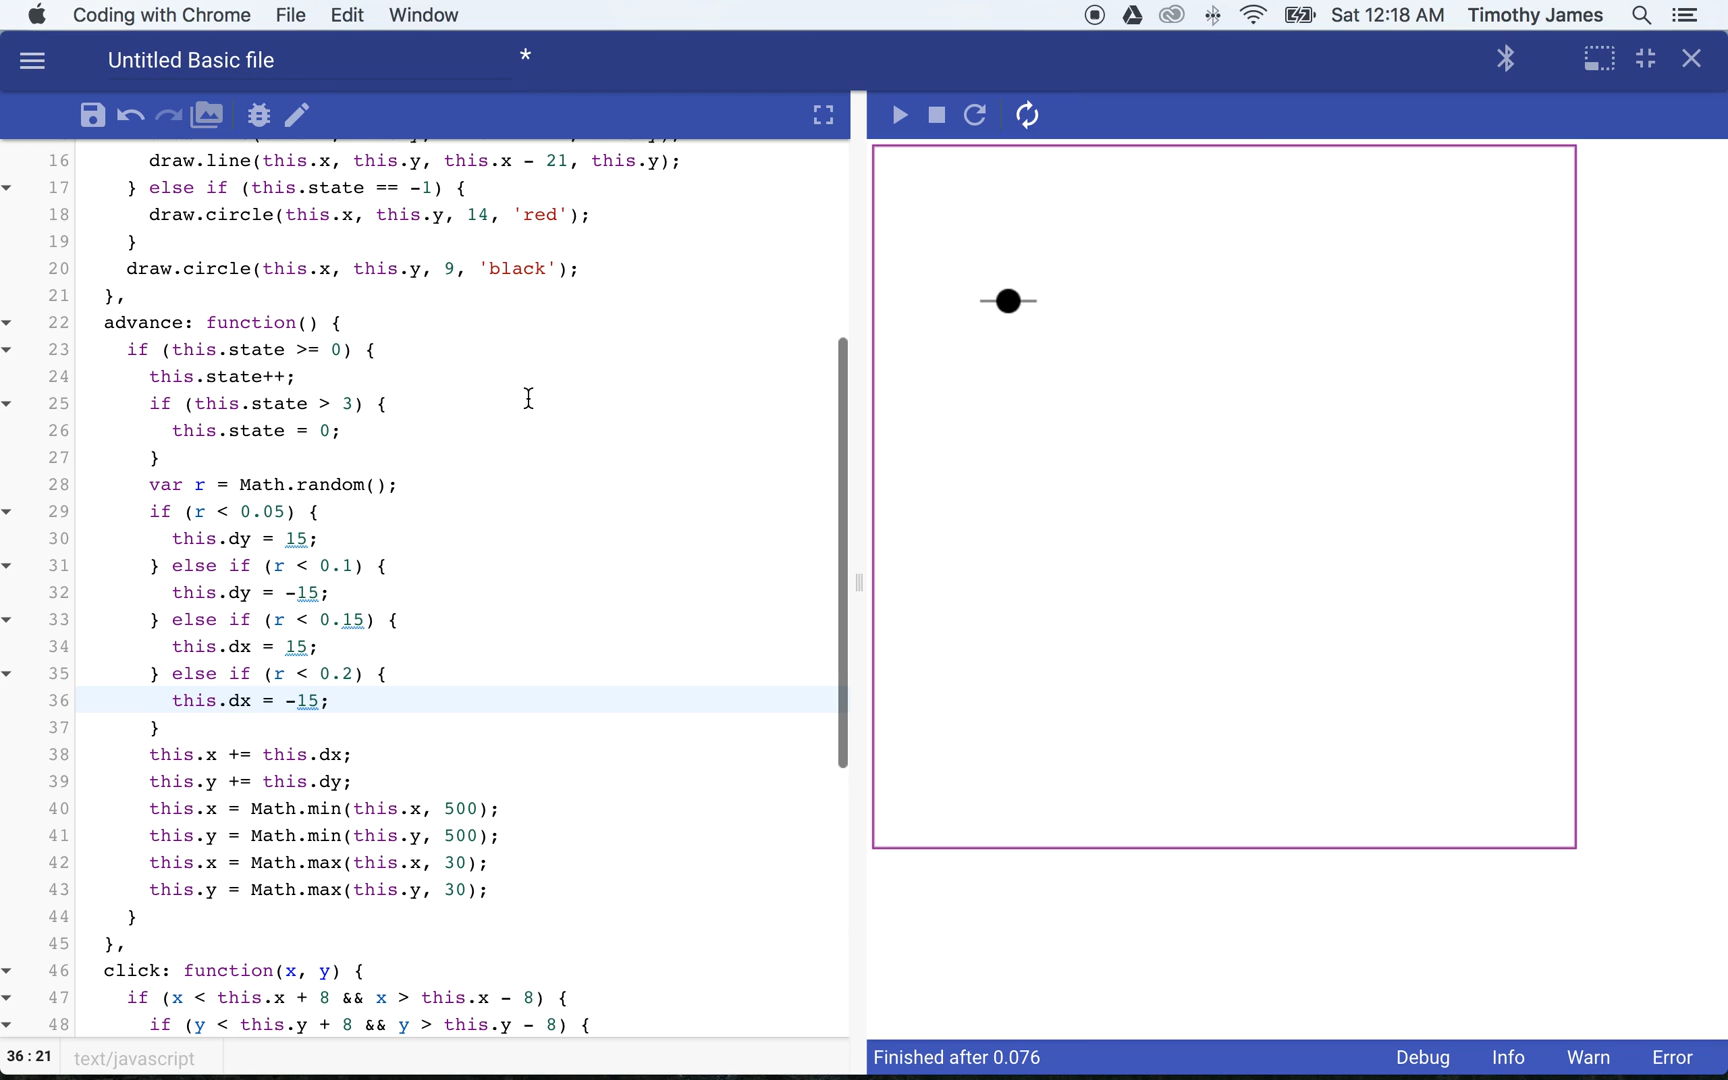 Coding with Chrome File Edit Window Sat 12:18 AM Timothy James
Untitled Basic file *
16 draw.line(this.x, this.y, this.x - 21, this.y);
17 } else if (this.state == -1) {
18 draw.circle(this.x, this.y, 14, 'red');
19 }
20 draw.circle(this.x, this.y, 9, 'black');
21 },
22 advance: function() {
23 if (this.state >= 0) {
24 this.state++;
25 if (this.state > 3) {
26 this.state = 0;
27 }
28 var r = Math.random();
29 if (r < 0.05) {
30 this.dy = 15;
31 } else if (r < 0.1) {
32 this.dy = -15;
33 } else if (r < 0.15) {
34 this.dx = 15;
35 } else if (r < 0.2) {
36 this.dx = -15;
37 }
38 this.x += this.dx;
39 this.y += this.dy;
40 this.x = Math.min(this.x, 500);
41 this.y = Math.min(this.y, 500);
42 this.x = Math.max(this.x, 30);
43 this.y = Math.max(this.y, 30);
44 }
45 },
46 click: function(x, y) {
47 if (x < this.x + 8 && x > this.x - 8) {
48 if (y < this.y + 8 && y > this.y - 8) {
36 : 21 text/javascript
Finished after 0.076 Debug Info Warn Error